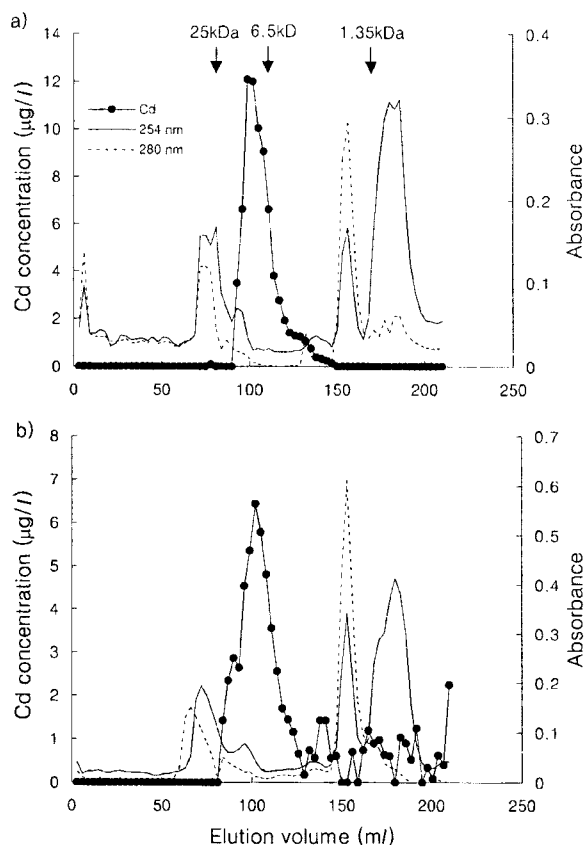 a)
25kDa 6.5kD 1.35kDa
Cd
254 nm
280 nm
Cd concentration (µg/l)
14
12
10
8
6
4
2
0
Absorbance
0.4
0.3
0.2
0.1
0
0 50 100 150 200 250
b)
Cd concentration (µg/l)
8
7
6
5
4
3
2
1
0
Absorbance
0.7
0.6
0.5
0.4
0.3
0.2
0.1
0
0 50 100 150 200 250
Elution volume (ml)